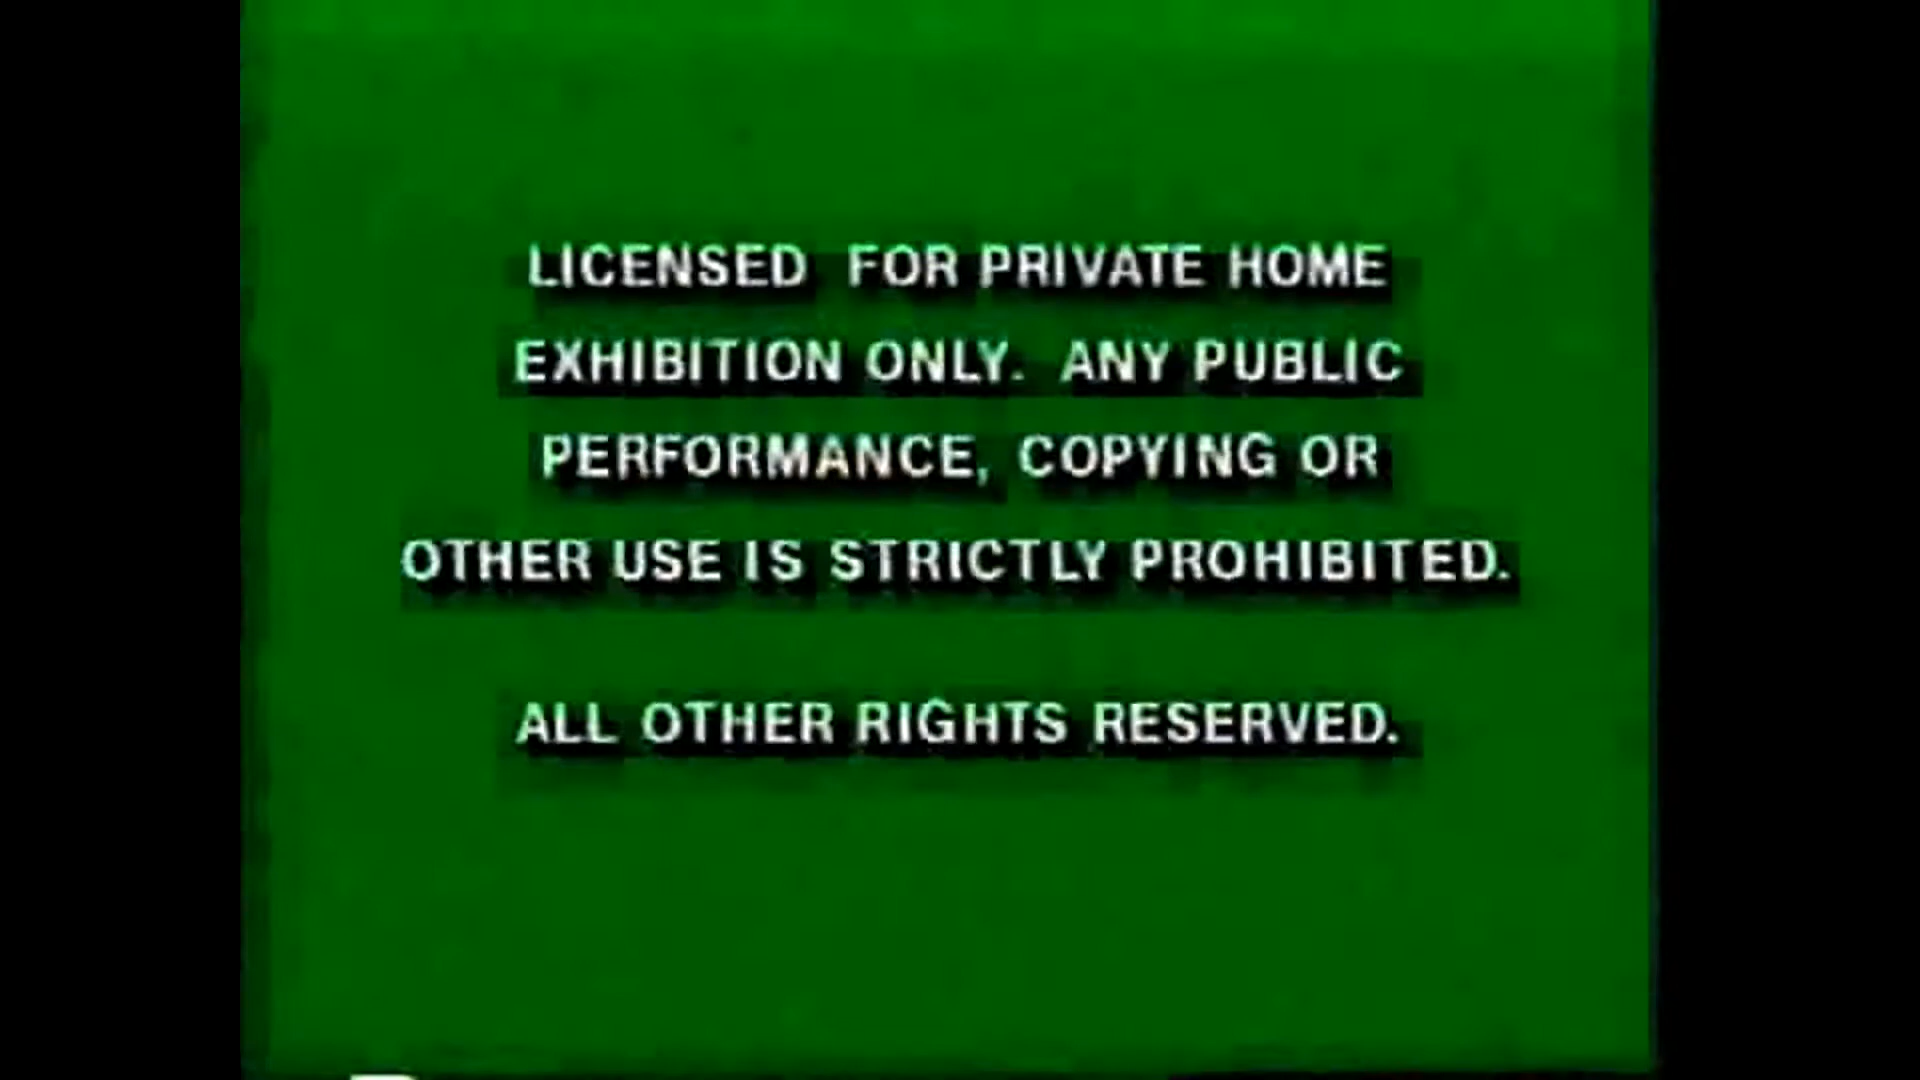 LICENSED FOR PRIVATE HOME
EXHIBITION ONLY. ANY PUBLIC
PERFORMANCE, COPYING OR
OTHER USE IS STRICTLY PROHIBITED.
ALL OTHER RIGHTS RESERVED.